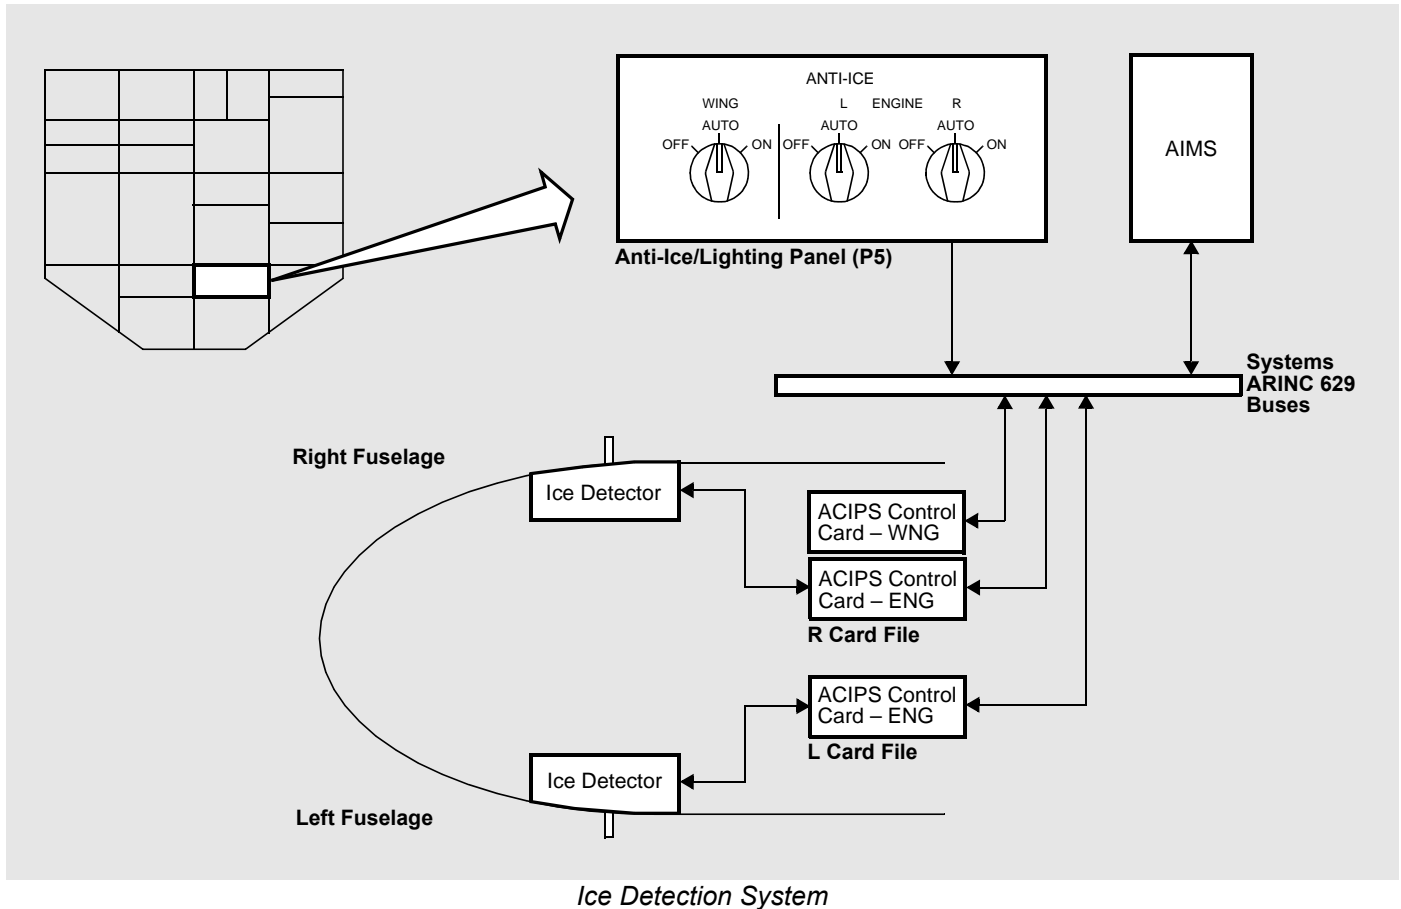 ANTI-ICE
WING L ENGINE R
AUTO AUTO AUTO
OFF ON OFF ON OFF ON
AIMS
Anti-Ice/Lighting Panel (P5)
Systems
ARINC 629
Buses
Right Fuselage
Ice Detector
ACIPS Control
Card – WNG
ACIPS Control
Card – ENG
R Card File
ACIPS Control
Card – ENG
L Card File
Ice Detector
Left Fuselage
Ice Detection System